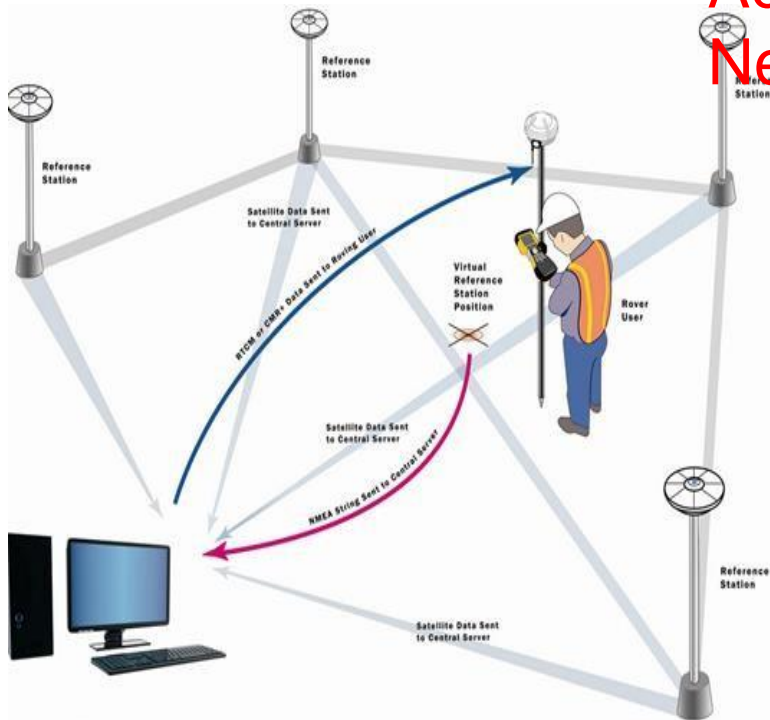 Ne
Reference
Station
Reference
Station
Reference
Station
Satellite Data Sent
to Central Server
RTCM or CMR+ Data Sent to Roving User
Virtual
Reference
Station
Position
Rover
User
Satellite Data Sent
to Central Server
NMEA String Sent to Central Server
Reference
Station
Satellite Data Sent
to Central Server